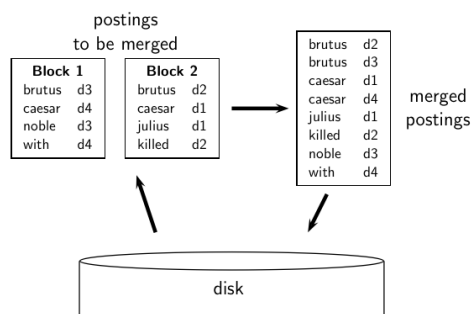 postings
to be merged
Block 1
brutus d3
caesar d4
noble d3
with d4
Block 2
brutus d2
caesar d1
julius d1
killed d2
brutus d2
brutus d3
caesar d1
caesar d4
julius d1
killed d2
noble d3
with d4
merged
postings
disk